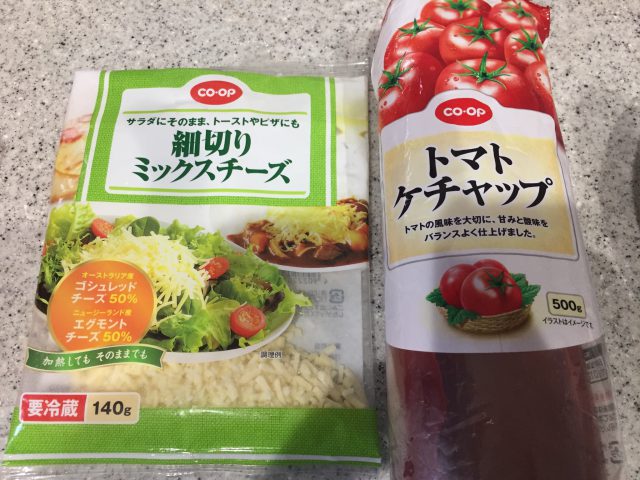 CO·OP
サラダにそのまま、トーストやピザにも
細切り
ミックスチーズ
オーストラリア産
ゴシュレッド
チーズ50%
ニュージーランド産
エグモント
チーズ50%
加熱しても そのままでも
調理例
要冷蔵 140g
CO·OP
トマト
ケチャップ
トマトの風味を大切に、甘みと酸味を
バランスよく仕上げました。
500g
イラストはイメージです。